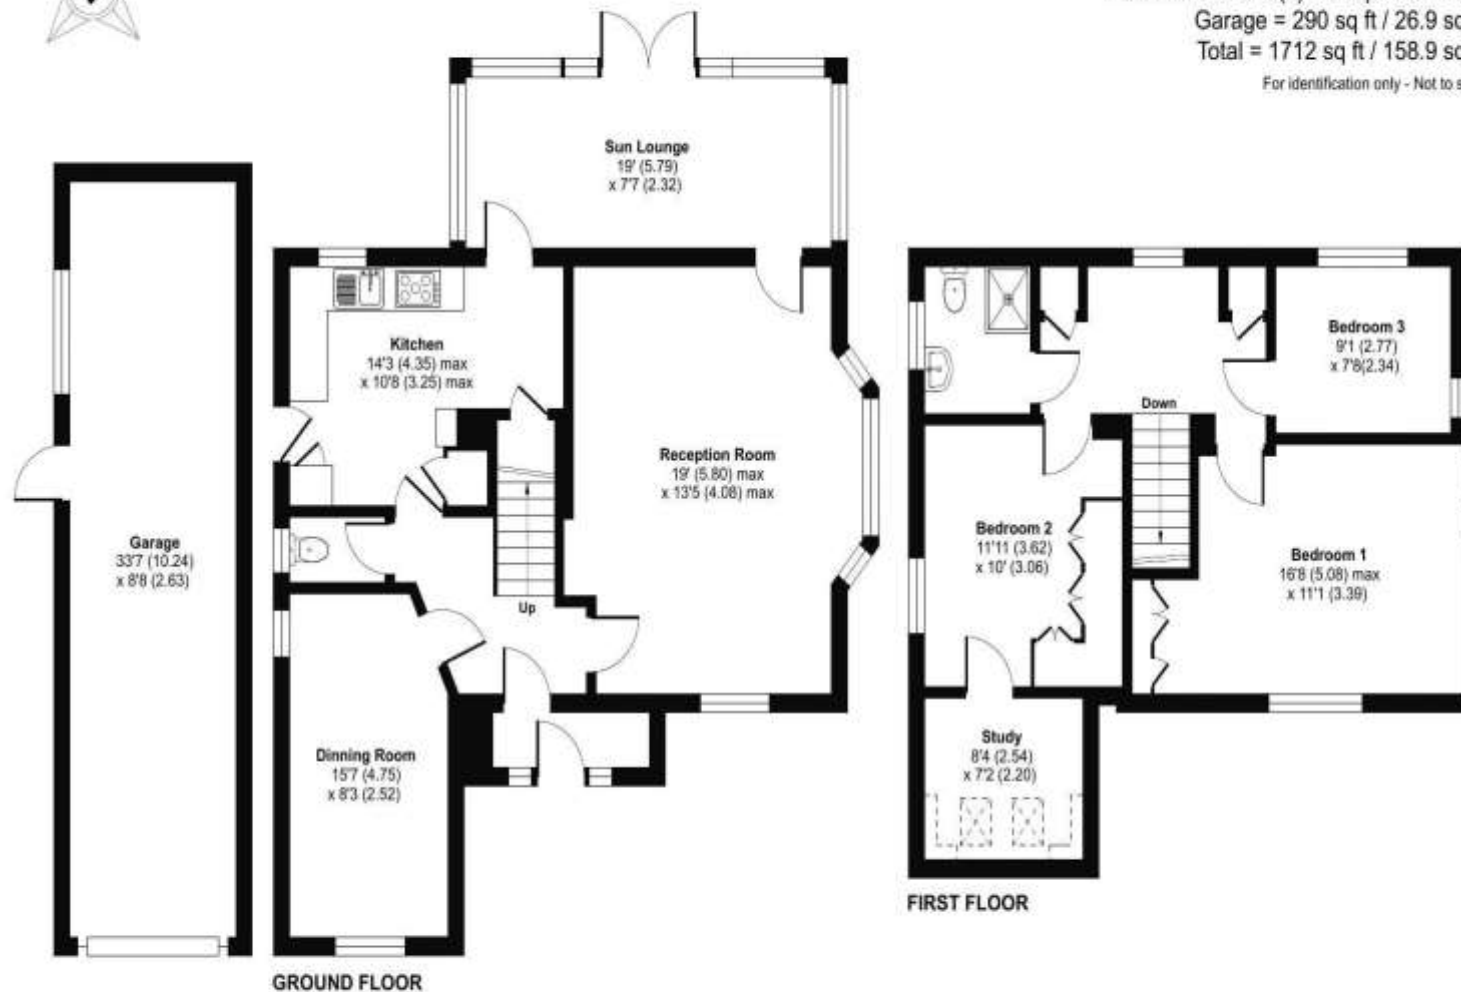 Garage = 290 sq ft / 26.9 sq
Total = 1712 sq ft / 158.9 sq
For identification only - Not to s
Sun Lounge
19' (5.79)
x 7'7 (2.32)
Kitchen
14'3 (4.35) max
x 10'8 (3.25) max
Reception Room
19' (5.80) max
x 13'5 (4.08) max
Garage
33'7 (10.24)
x 8'8 (2.63)
Up
Dinning Room
15'7 (4.75)
x 8'3 (2.52)
GROUND FLOOR
Bedroom 3
9'1 (2.77)
x 7'8(2.34)
Down
Bedroom 2
11'11 (3.62)
x 10' (3.06)
Bedroom 1
16'8 (5.08) max
x 11'1 (3.39)
Study
8'4 (2.54)
x 7'2 (2.20)
FIRST FLOOR